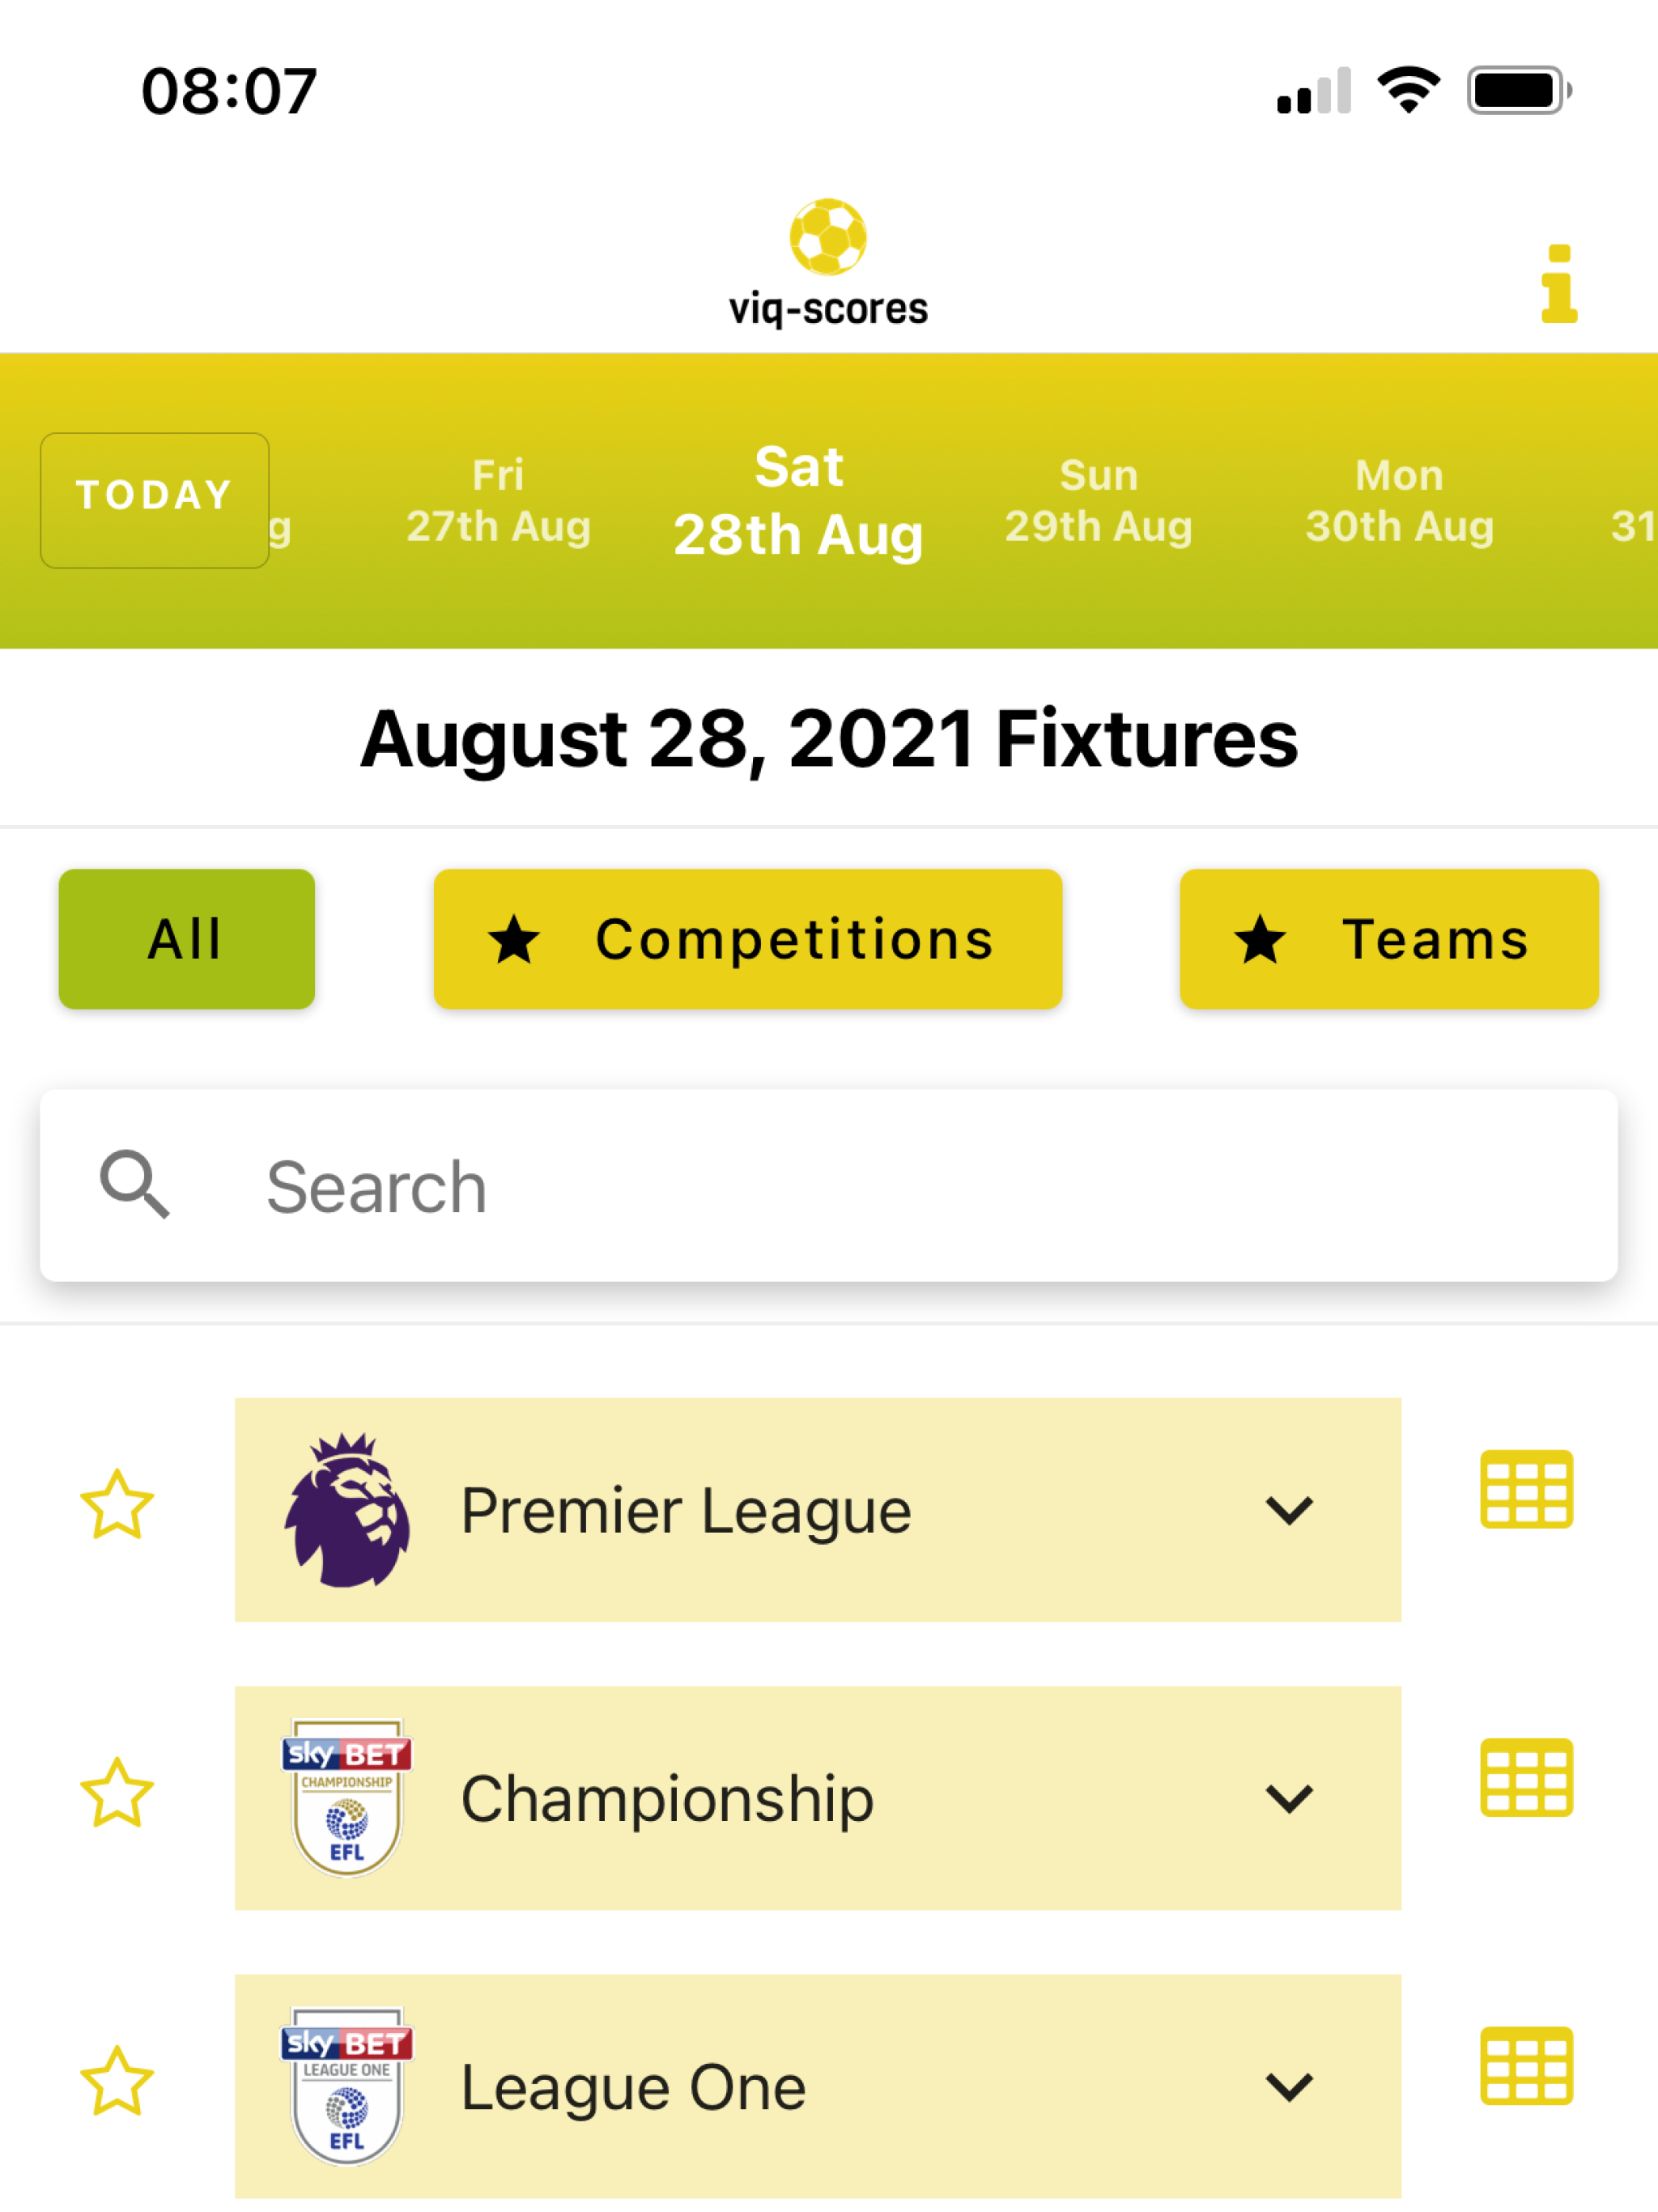 08:07
viq-scores
TODAY
g
Fri
27th Aug
Sat
28th Aug
Sun
29th Aug
Mon
30th Aug
31
August 28, 2021 Fixtures
All
Competitions
Teams
Search
Premier League
sky BET
CHAMPIONSHIP
EFL
Championship
sky BET
LEAGUE ONE
EFL
League One